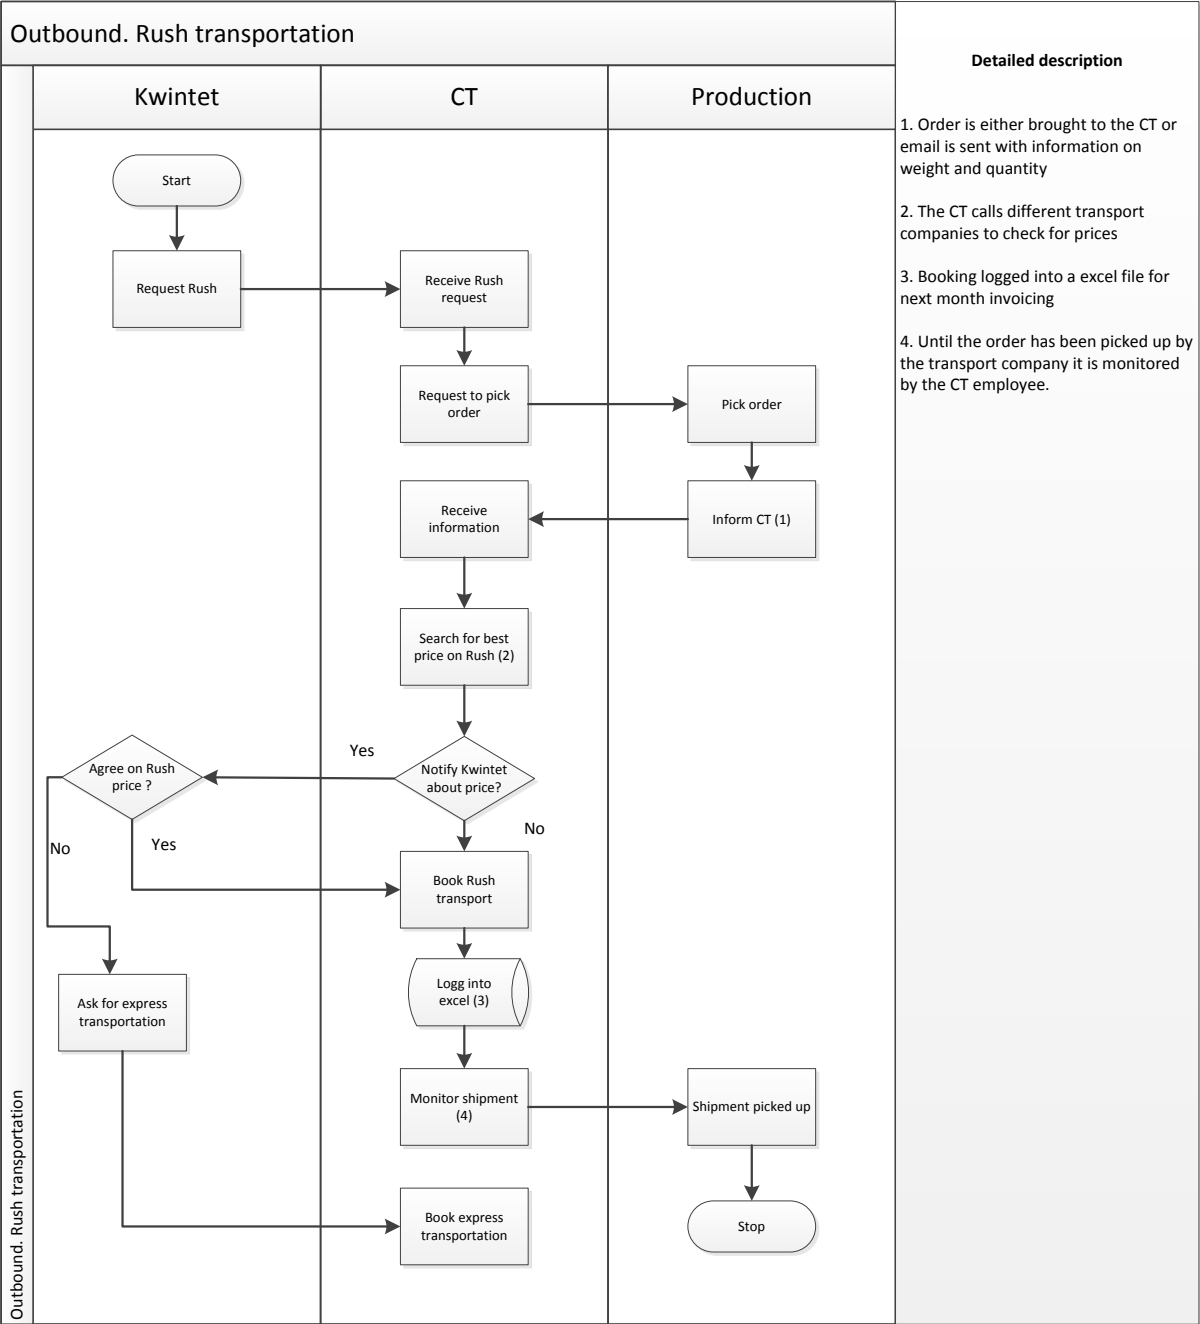 Outbound. Rush transportation
Kwintet
CT
Production
Start
Request Rush
Receive Rush
request
Request to pick
order
Pick order
Receive
information
Inform CT (1)
Search for best
price on Rush (2)
Agree on Rush
price ?
Yes
Notify Kwintet
about price?
No
Yes
No
Book Rush
transport
Logg into
excel (3)
Ask for express
transportation
Monitor shipment
(4)
Shipment picked up
Book express
transportation
Stop
Outbound. Rush transportation
Detailed description
1. Order is either brought to the CT or
email is sent with information on
weight and quantity
2. The CT calls different transport
companies to check for prices
3. Booking logged into a excel file for
next month invoicing
4. Until the order has been picked up by
the transport company it is monitored
by the CT employee.